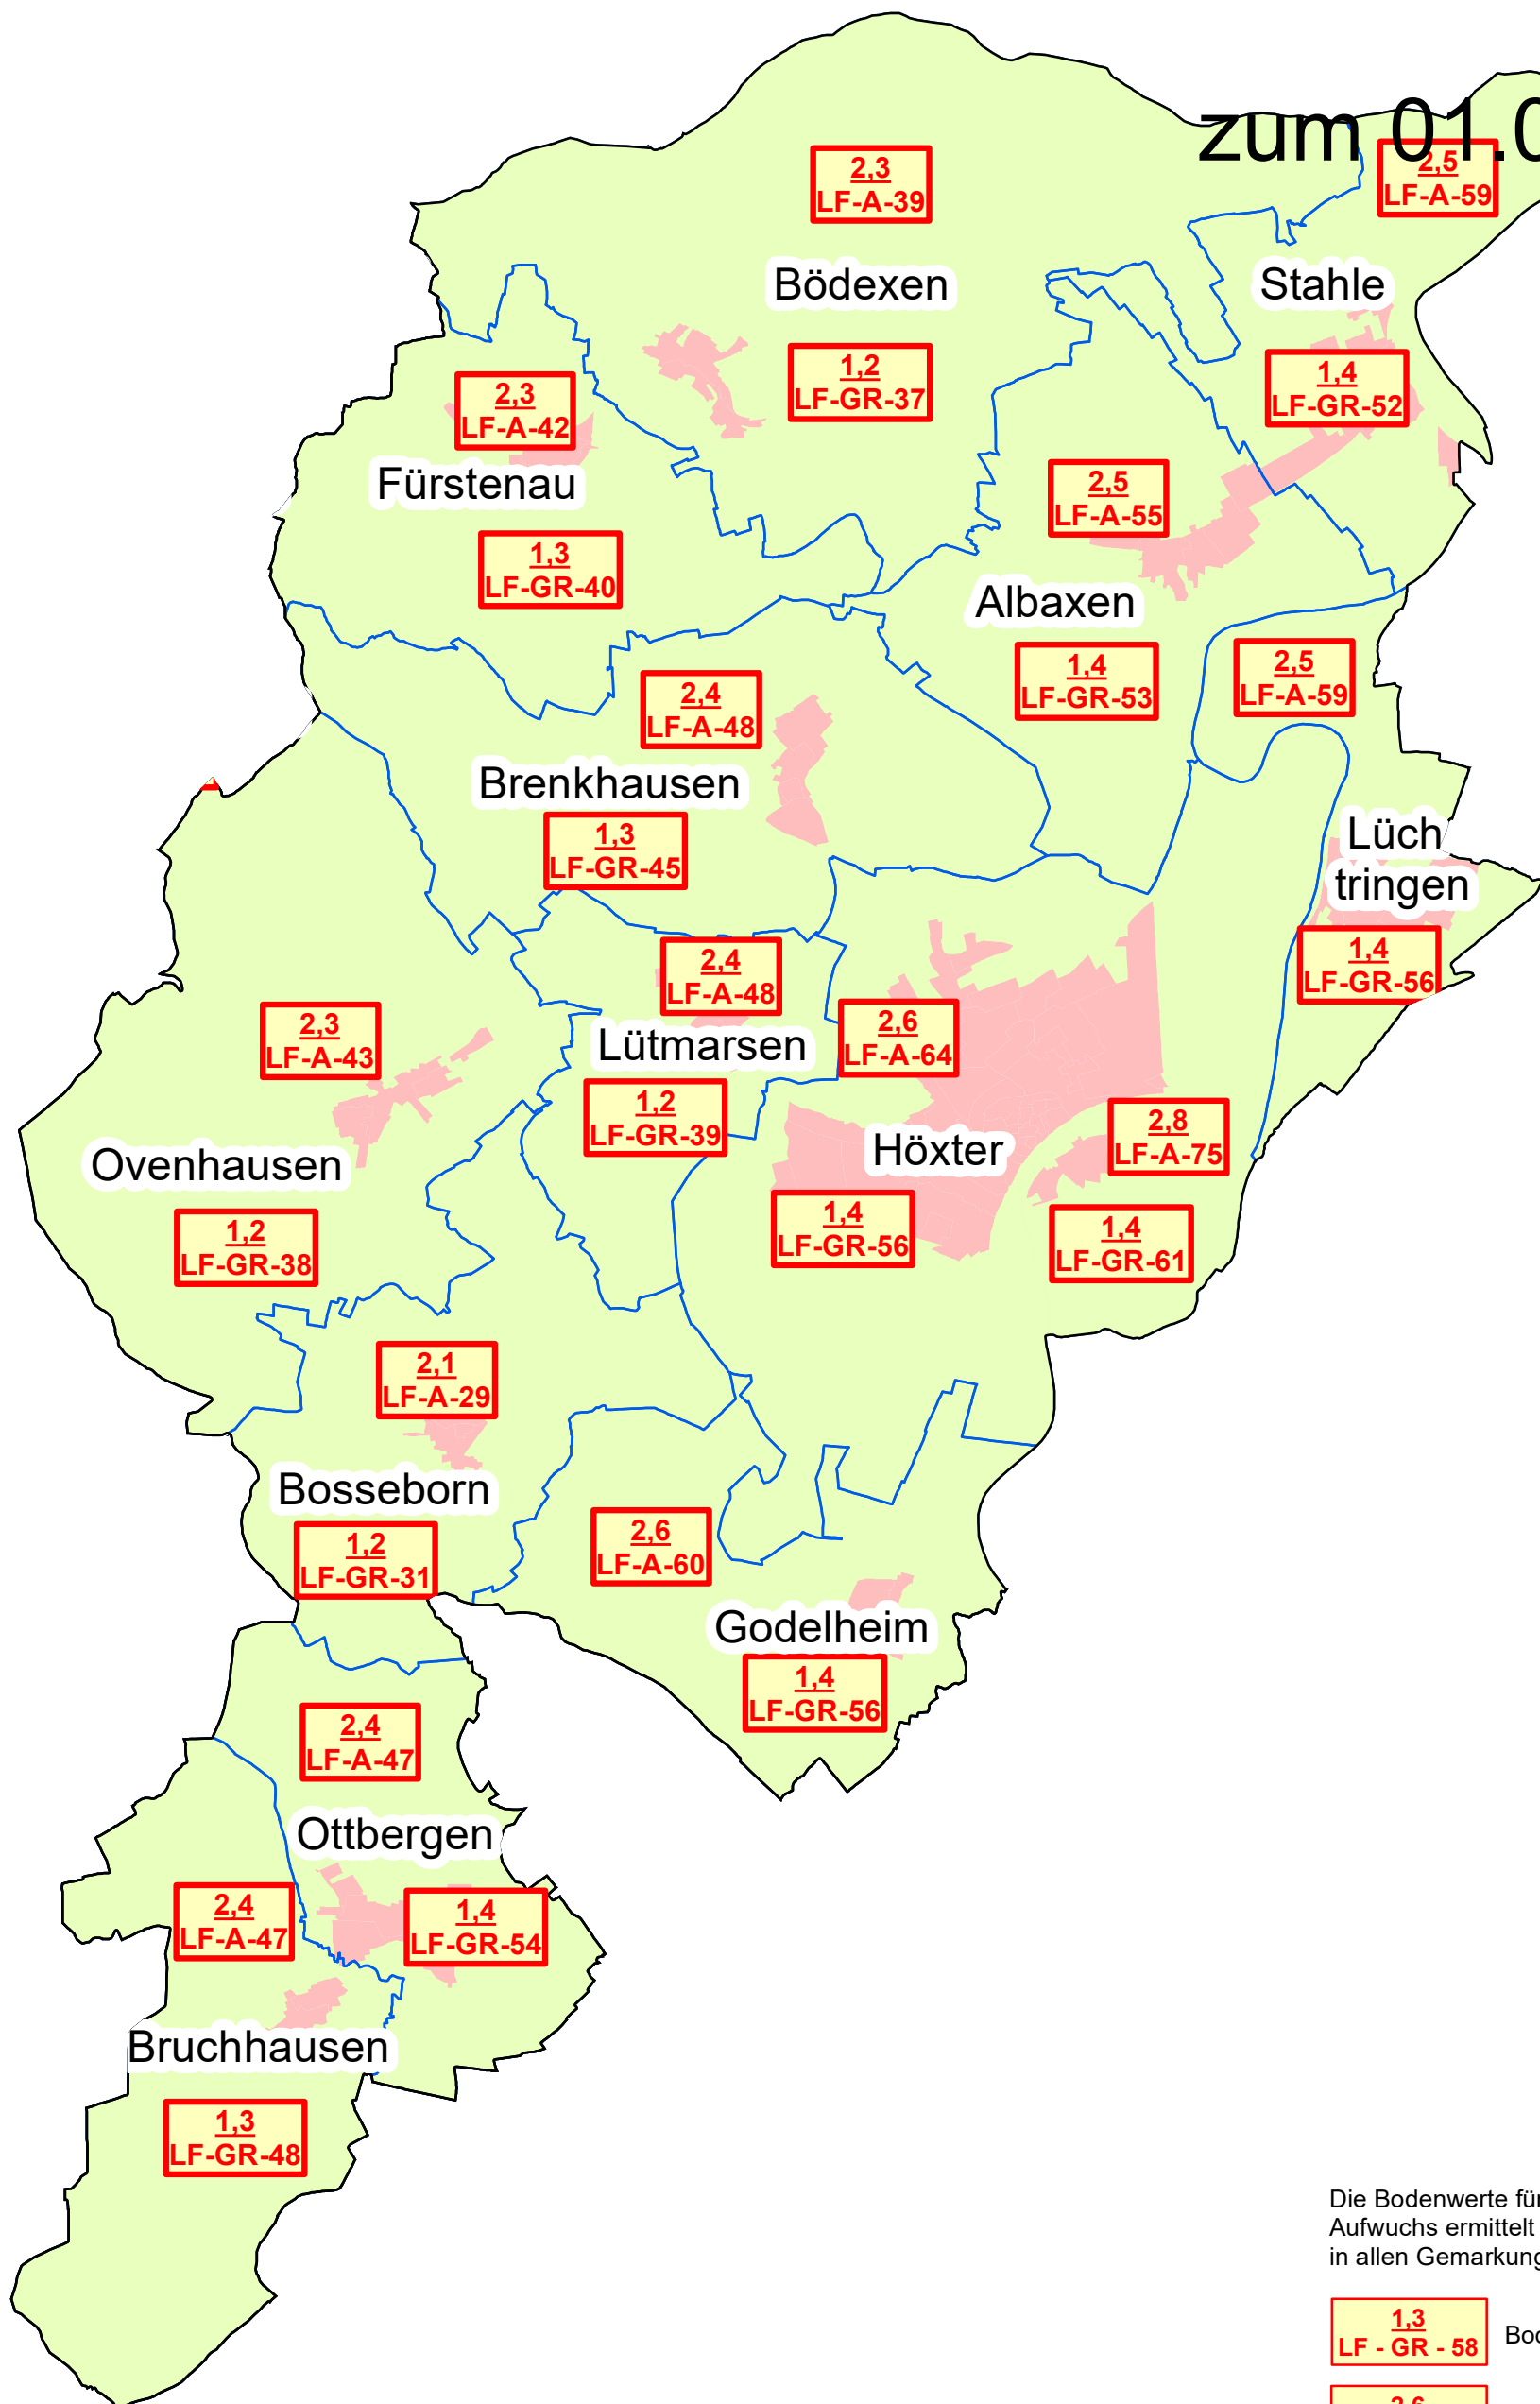 zum 01.0
2,3
LF-A-39
2,5
LF-A-59
Bödexen
Stahle
1,2
LF-GR-37
1,4
LF-GR-52
2,3
LF-A-42
Fürstenau
2,5
LF-A-55
1,3
LF-GR-40
Albaxen
1,4
LF-GR-53
2,5
LF-A-59
2,4
LF-A-48
Brenkhausen
1,3
LF-GR-45
Lüch
tringen
1,4
LF-GR-56
2,4
LF-A-48
2,3
LF-A-43
2,6
LF-A-64
Lütmarsen
1,2
LF-GR-39
Höxter
2,8
LF-A-75
Ovenhausen
1,2
LF-GR-38
1,4
LF-GR-56
1,4
LF-GR-61
2,1
LF-A-29
Bosseborn
1,2
LF-GR-31
2,6
LF-A-60
Godelheim
1,4
LF-GR-56
2,4
LF-A-47
Ottbergen
2,4
LF-A-47
1,4
LF-GR-54
Bruchhausen
1,3
LF-GR-48
Die Bodenwerte für
Aufwuchs ermittelt
in allen Gemarkung
1,3
LF - GR - 58
Bod
2,6